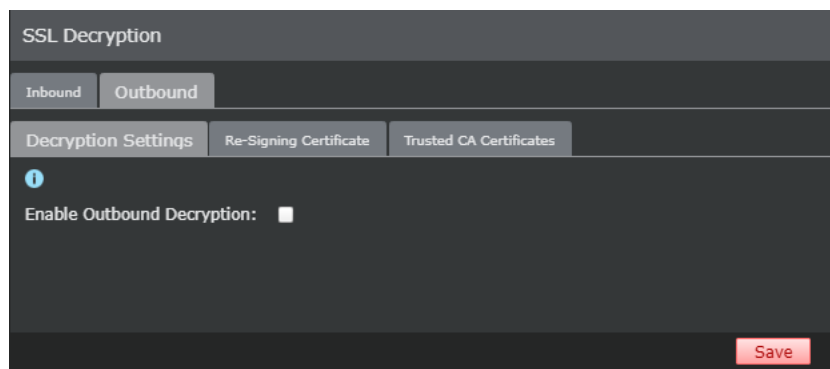 SSL Decryption
Inbound Outbound
Decryption Settings Re-Signing Certificate Trusted CA Certificates
Enable Outbound Decryption:
Save